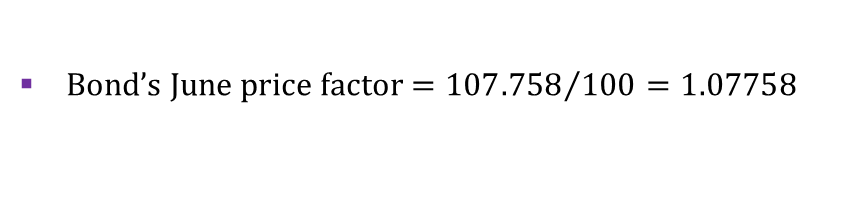 ▪ Bond’s June price factor = 107.758/100 = 1.07758